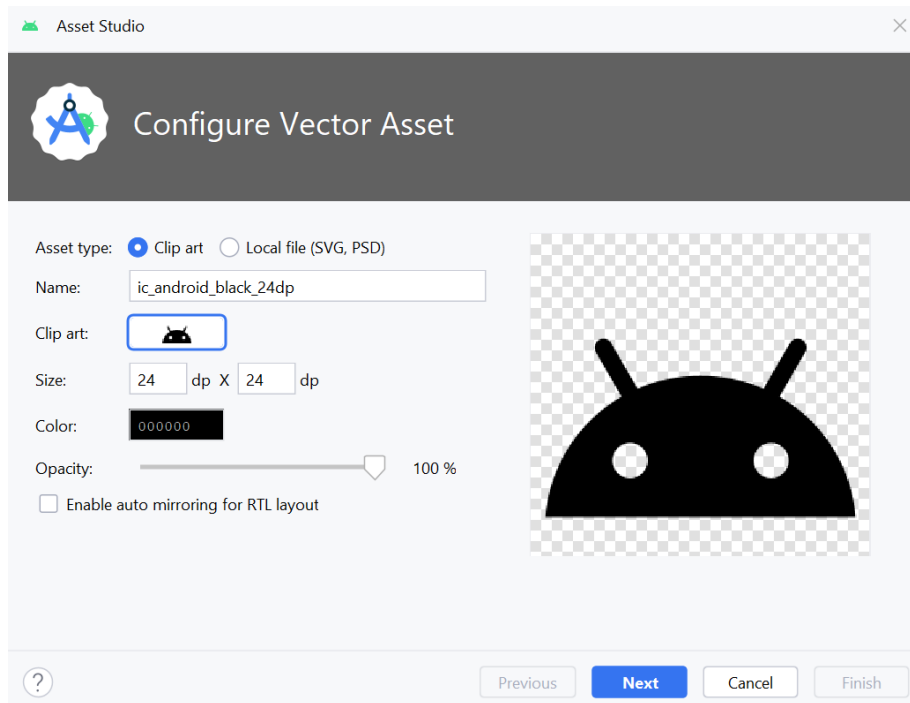 Asset Studio
Configure Vector Asset
Asset type: Clip art Local file (SVG, PSD)
Name: ic_android_black_24dp
Clip art:
Size: 24 dp X 24 dp
Color: 000000
Opacity: 100 %
Enable auto mirroring for RTL layout
? Previous Next Cancel Finish